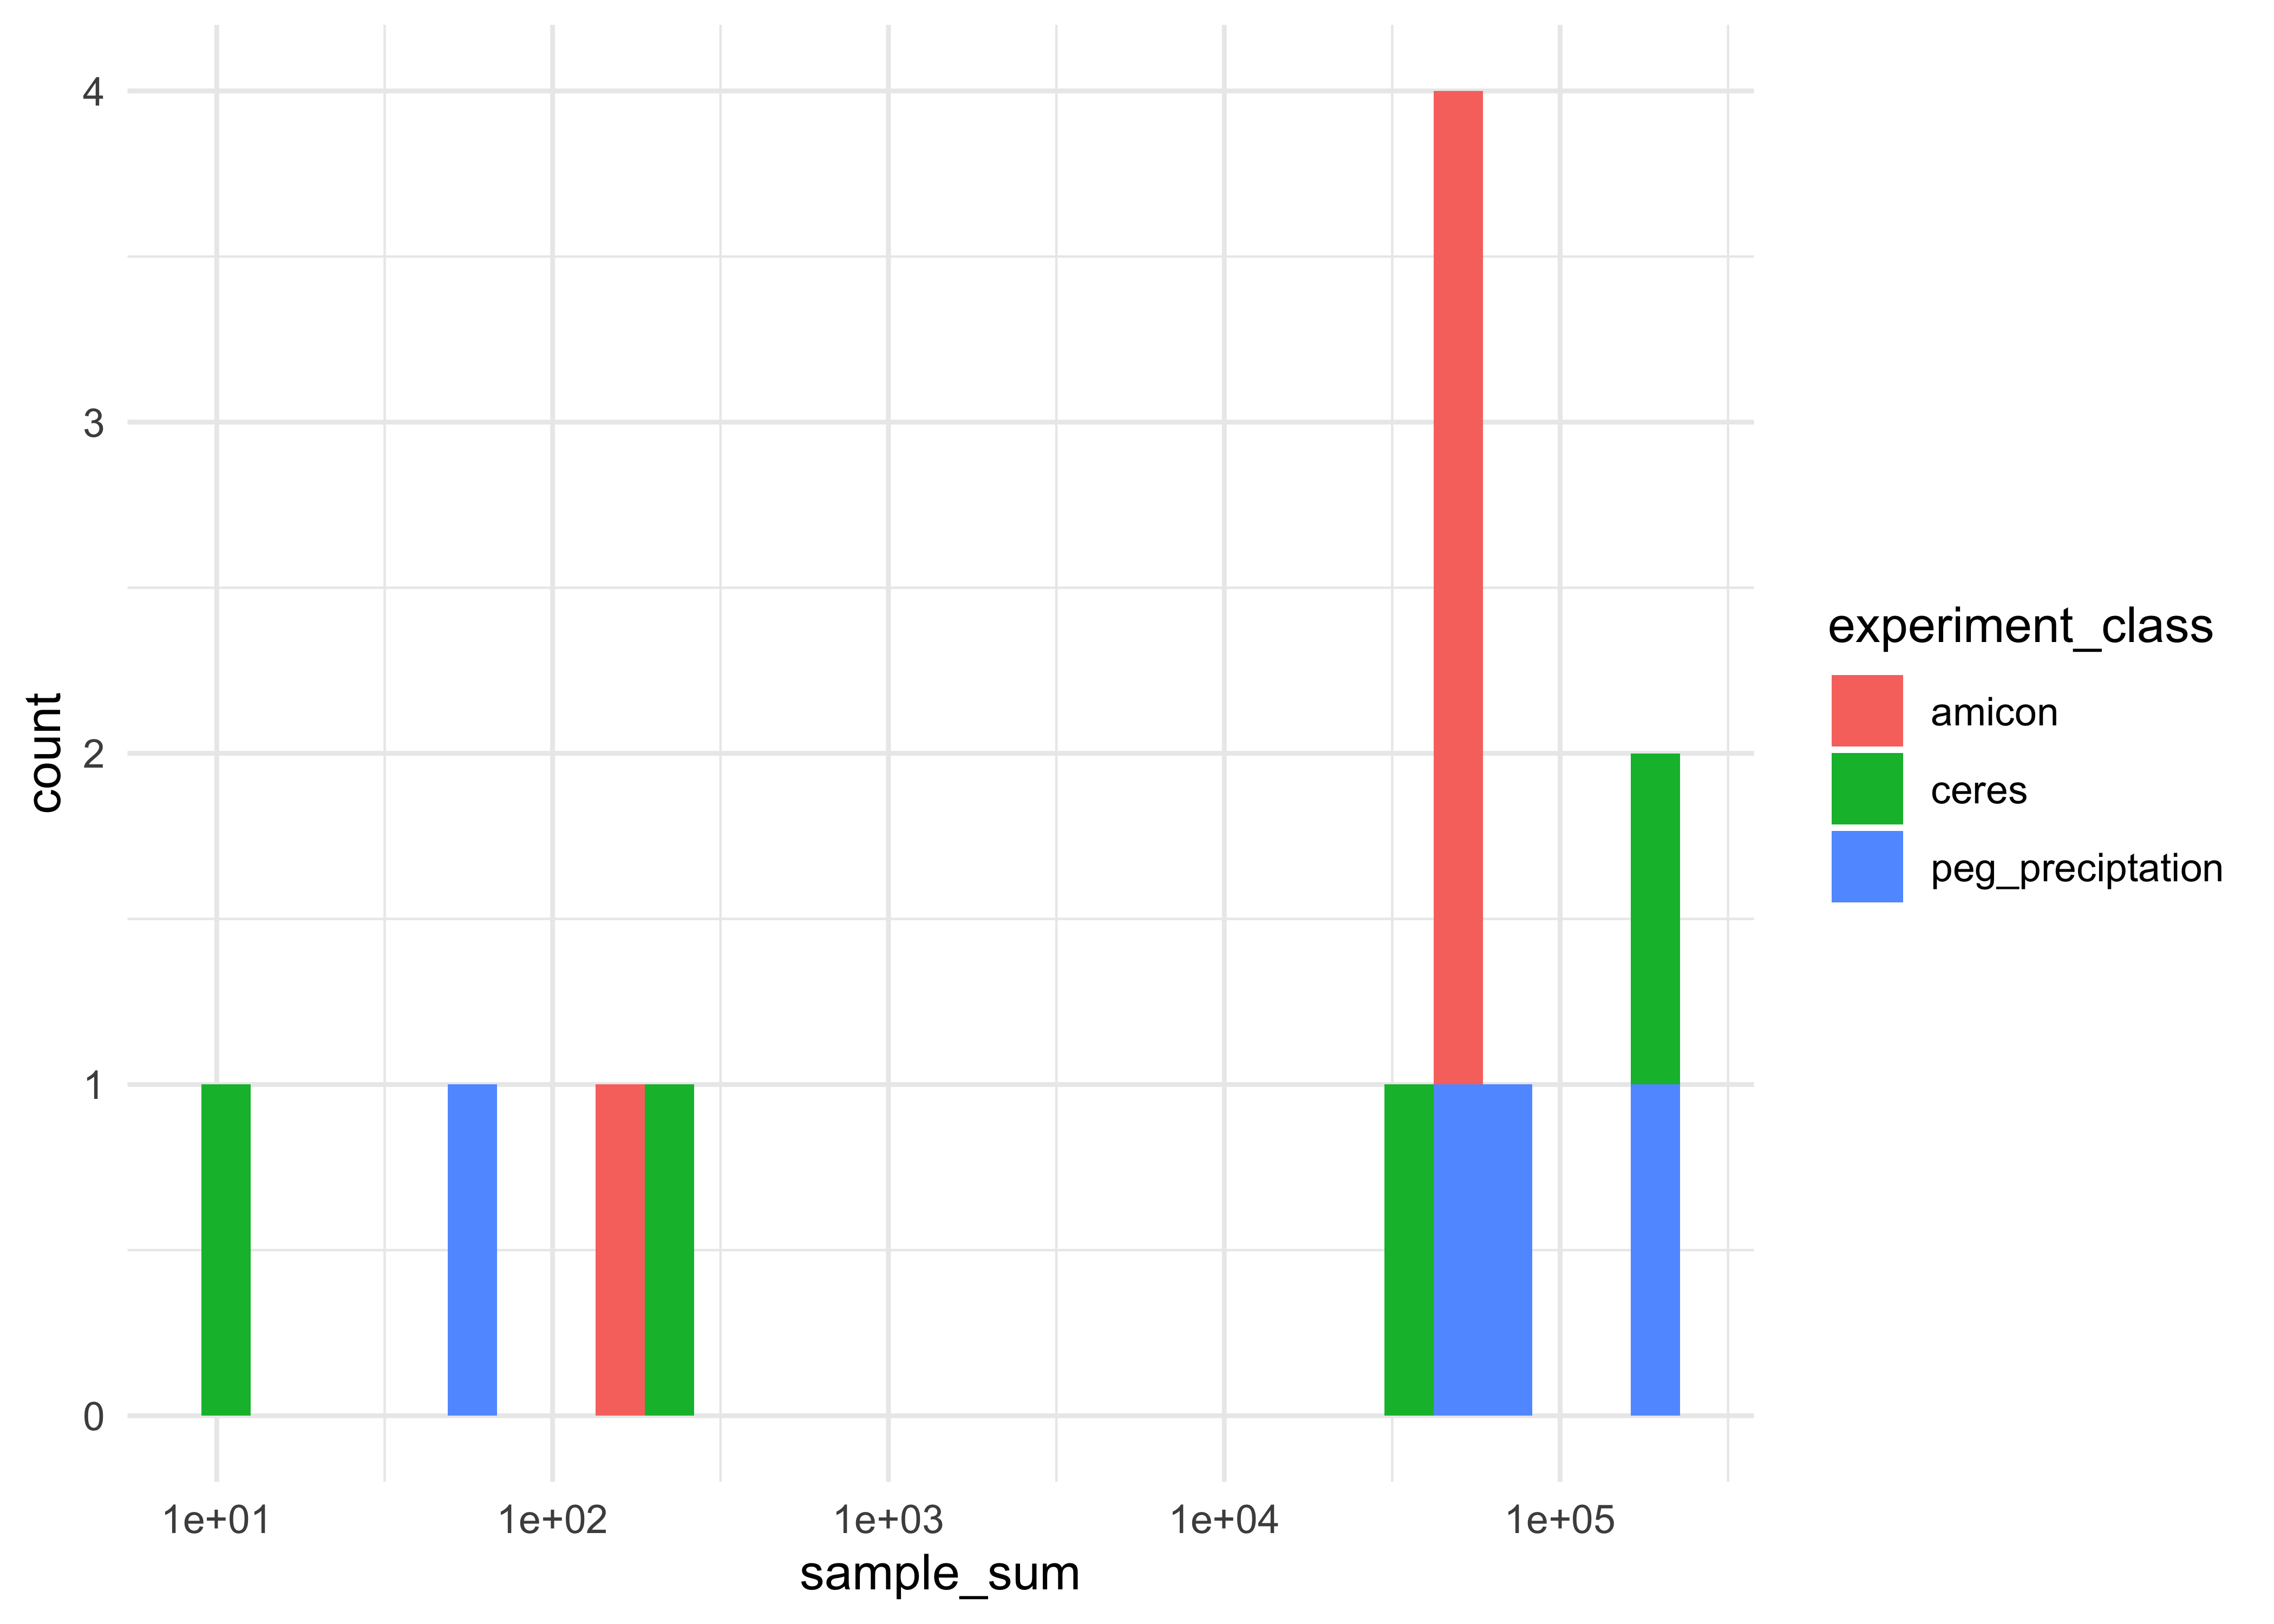 4
3
2
1
0
count
1e+01 1e+02 1e+03 1e+04 1e+05
sample_sum
experiment_class
amicon
ceres
peg_preciptation